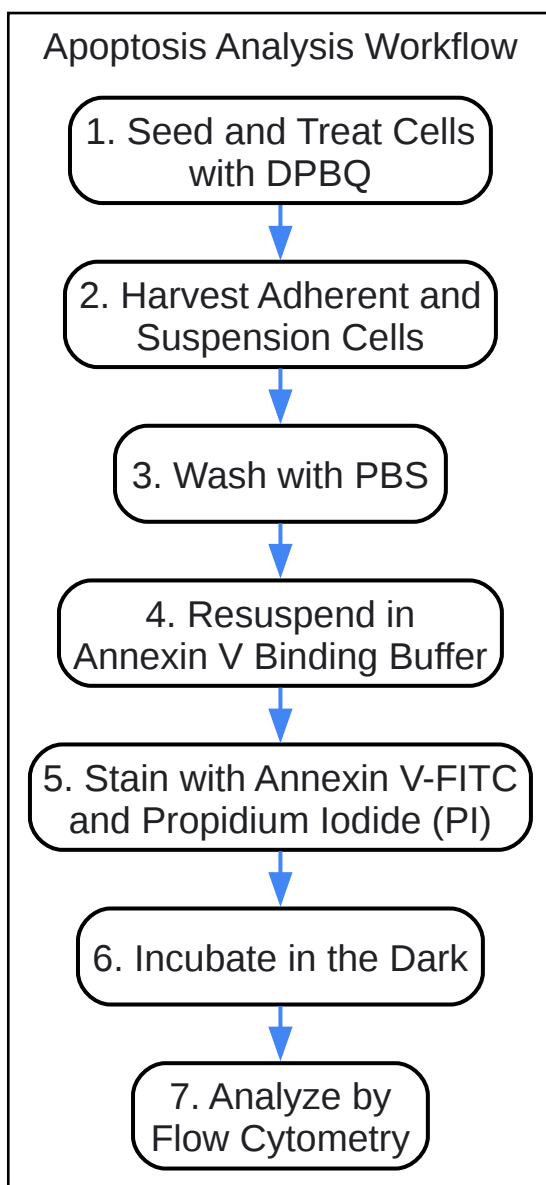 Apoptosis Analysis Workflow
1. Seed and Treat Cells
with DPBQ
2. Harvest Adherent and
Suspension Cells
3. Wash with PBS
4. Resuspend in
Annexin V Binding Buffer
5. Stain with Annexin V-FITC
and Propidium Iodide (PI)
6. Incubate in the Dark
7. Analyze by
Flow Cytometry